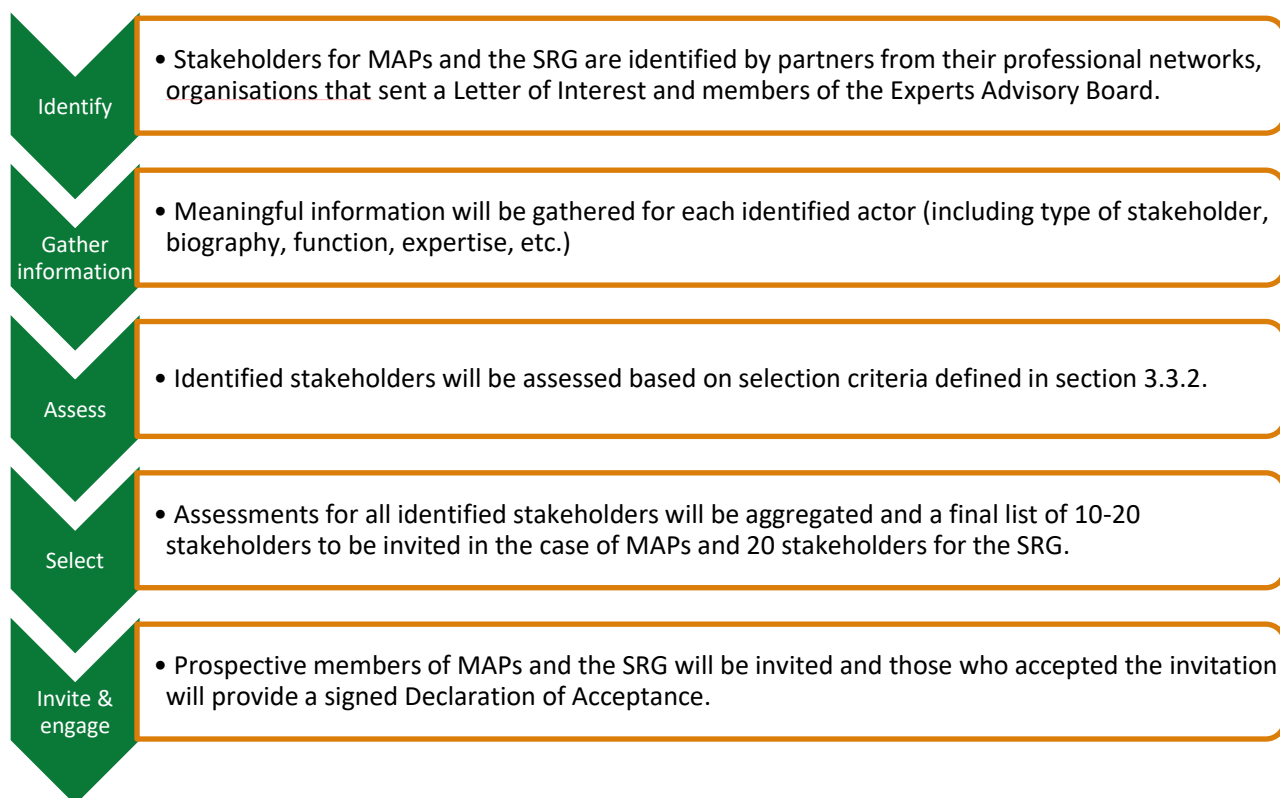 Identify
• Stakeholders for MAPs and the SRG are identified by partners from their professional networks,
organisations that sent a Letter of Interest and members of the Experts Advisory Board.
Gather
information
• Meaningful information will be gathered for each identified actor (including type of stakeholder,
biography, function, expertise, etc.)
Assess
• Identified stakeholders will be assessed based on selection criteria defined in section 3.3.2.
Select
• Assessments for all identified stakeholders will be aggregated and a final list of 10-20
stakeholders to be invited in the case of MAPs and 20 stakeholders for the SRG.
Invite &
engage
• Prospective members of MAPs and the SRG will be invited and those who accepted the invitation
will provide a signed Declaration of Acceptance.